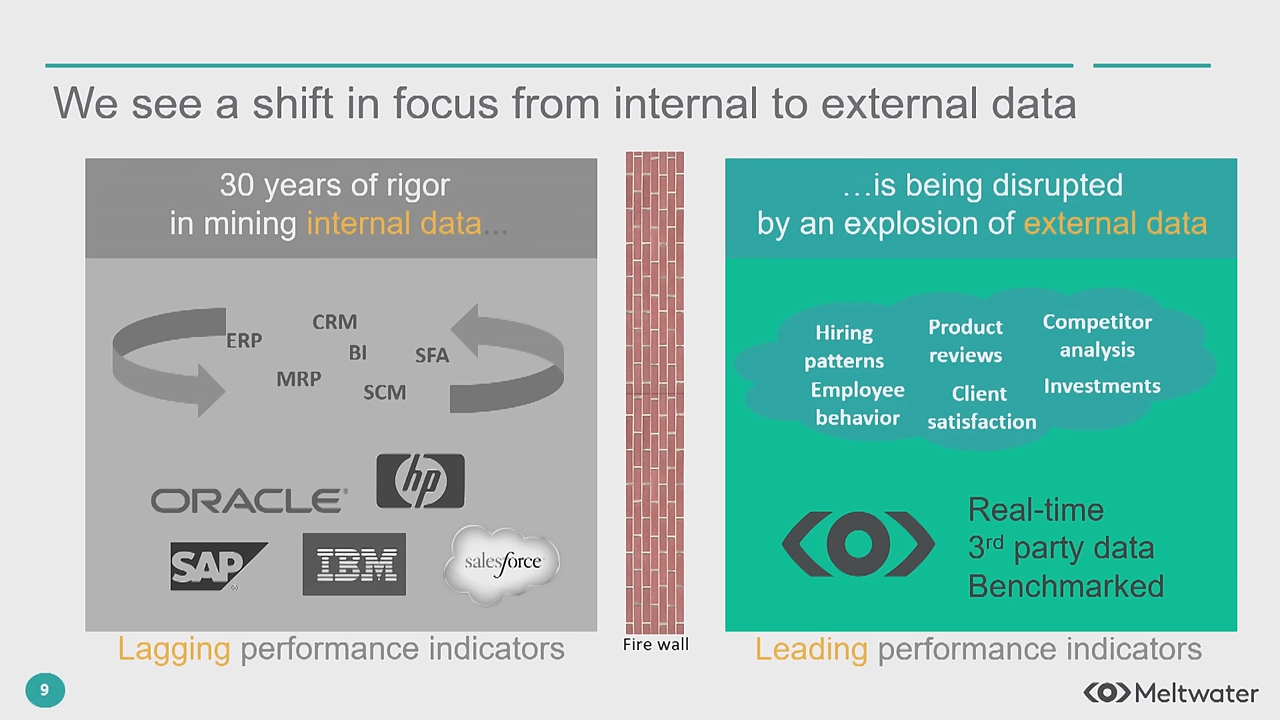 We see a shift in focus from internal to external data
30 years of rigor
in mining internal data...
ERP
CRM
BI
SFA
MRP
SCM
ORACLE®
hp
SAP
IBM
salesforce
Lagging performance indicators
Fire wall
…is being disrupted
by an explosion of external data
Hiring
patterns
Product
reviews
Competitor
analysis
Employee
behavior
Client
satisfaction
Investments
Real-time
3rd party data
Benchmarked
Leading performance indicators
9
Meltwater